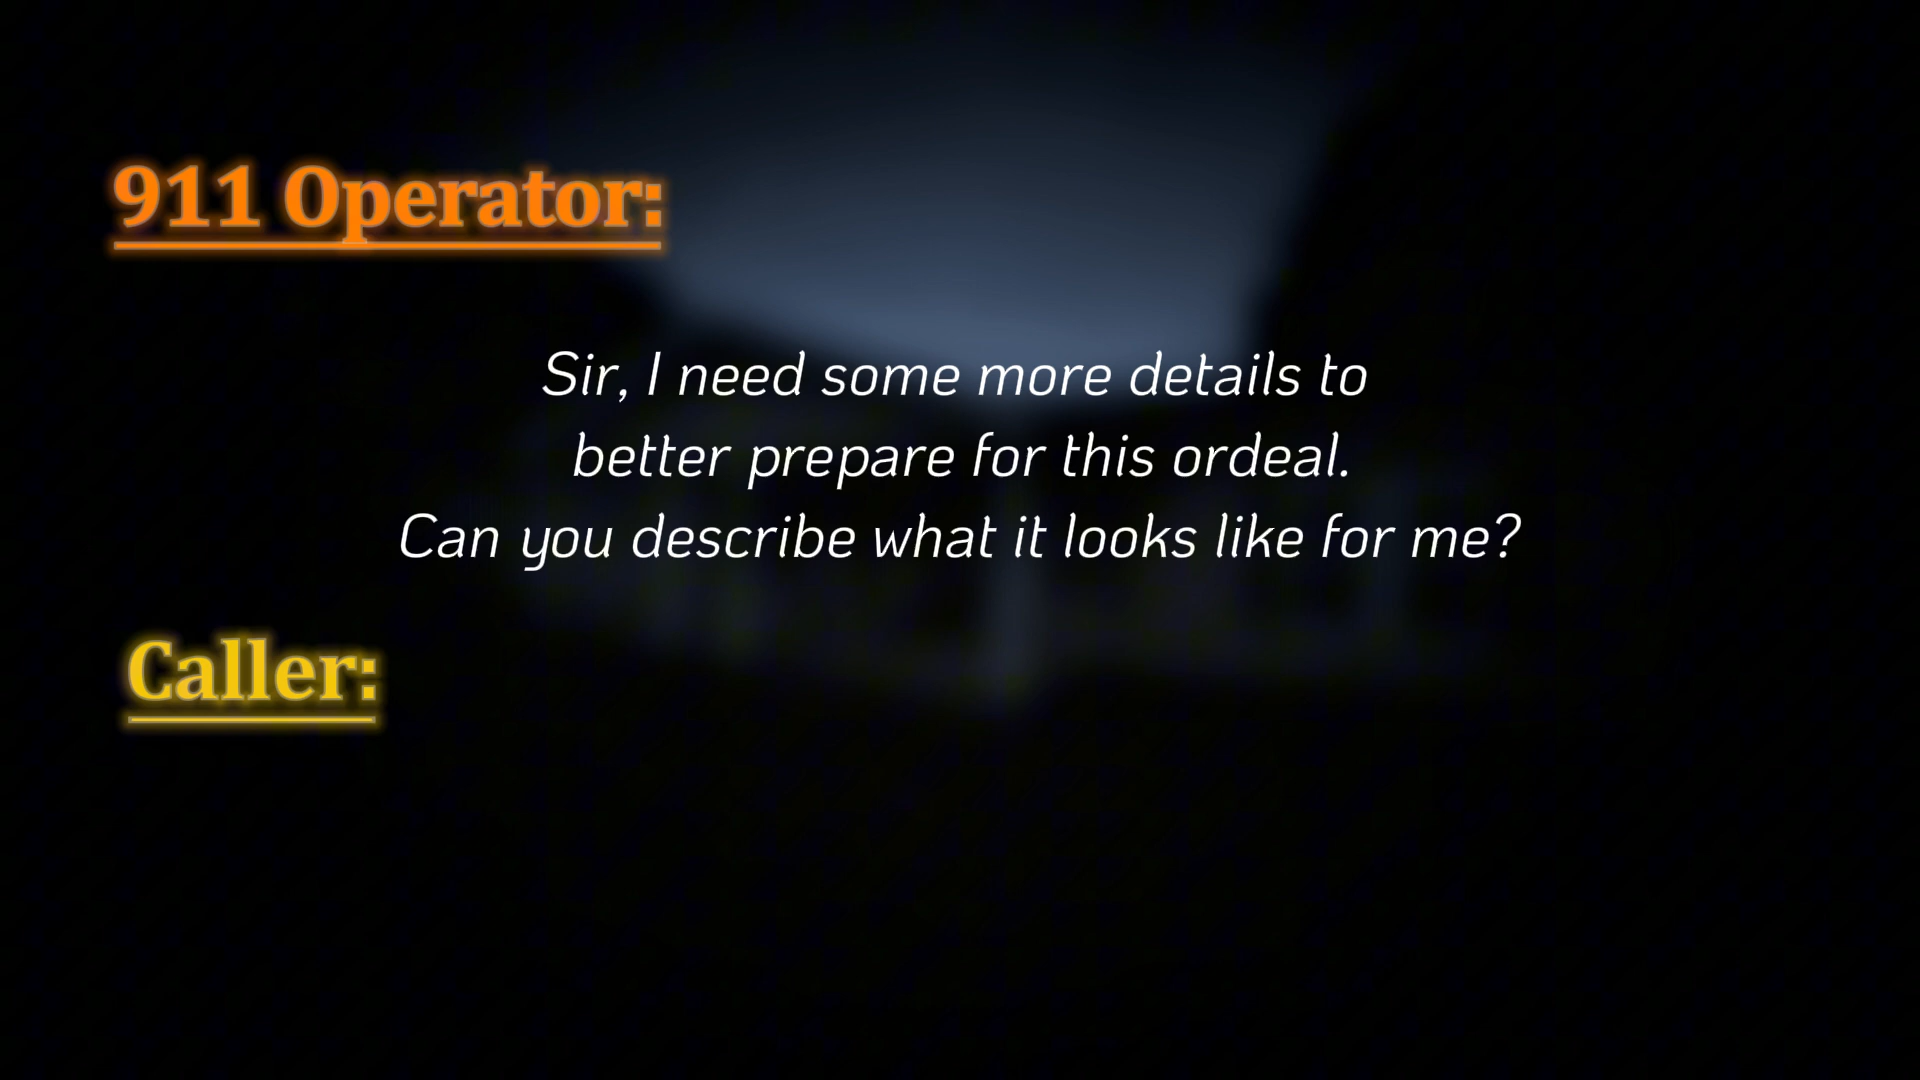 911 Operator:
Sir, I need some more details to
better prepare for this ordeal.
Can you describe what it looks like for me?
Caller: